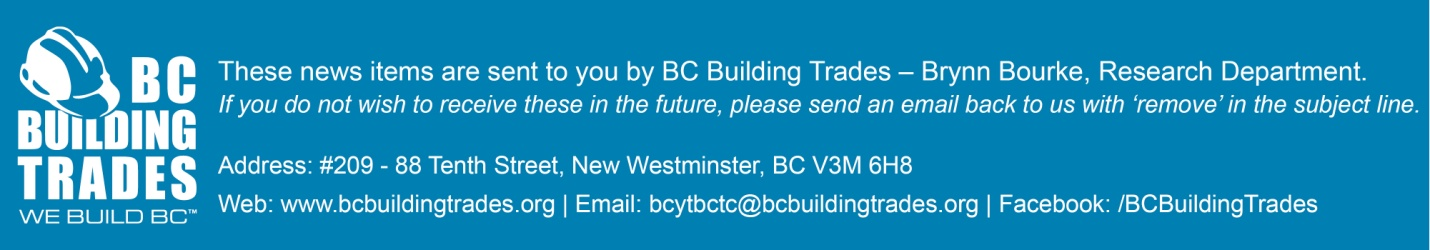 BC
BUILDING
TRADES
WE BUILD BC™
These news items are sent to you by BC Building Trades – Brynn Bourke, Research Department.
If you do not wish to receive these in the future, please send an email back to us with ‘remove’ in the subject line.
Address: #209 - 88 Tenth Street, New Westminster, BC V3M 6H8
Web: www.bcbuildingtrades.org | Email: bcytbctc@bcbuildingtrades.org | Facebook: /BCBuildingTrades